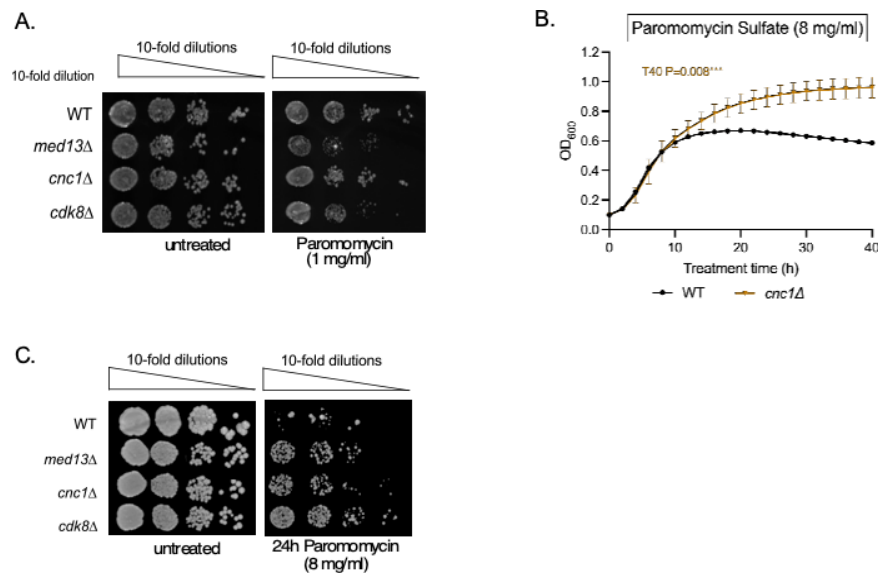 A.
10-fold dilutions
10-fold dilutions
10-fold dilution
WT
med13Δ
cnc1Δ
cdk8Δ
untreated
Paromomycin
(1 mg/ml)
B.
Paromomycin Sulfate (8 mg/ml)
T40 P=0.008***
OD600
1.2
1.0
0.8
0.6
0.4
0.2
0.0
0
10
20
30
40
Treatment time (h)
WT
cnc1Δ
C.
10-fold dilutions
10-fold dilutions
WT
med13Δ
cnc1Δ
cdk8Δ
untreated
24h Paromomycin
(8 mg/ml)